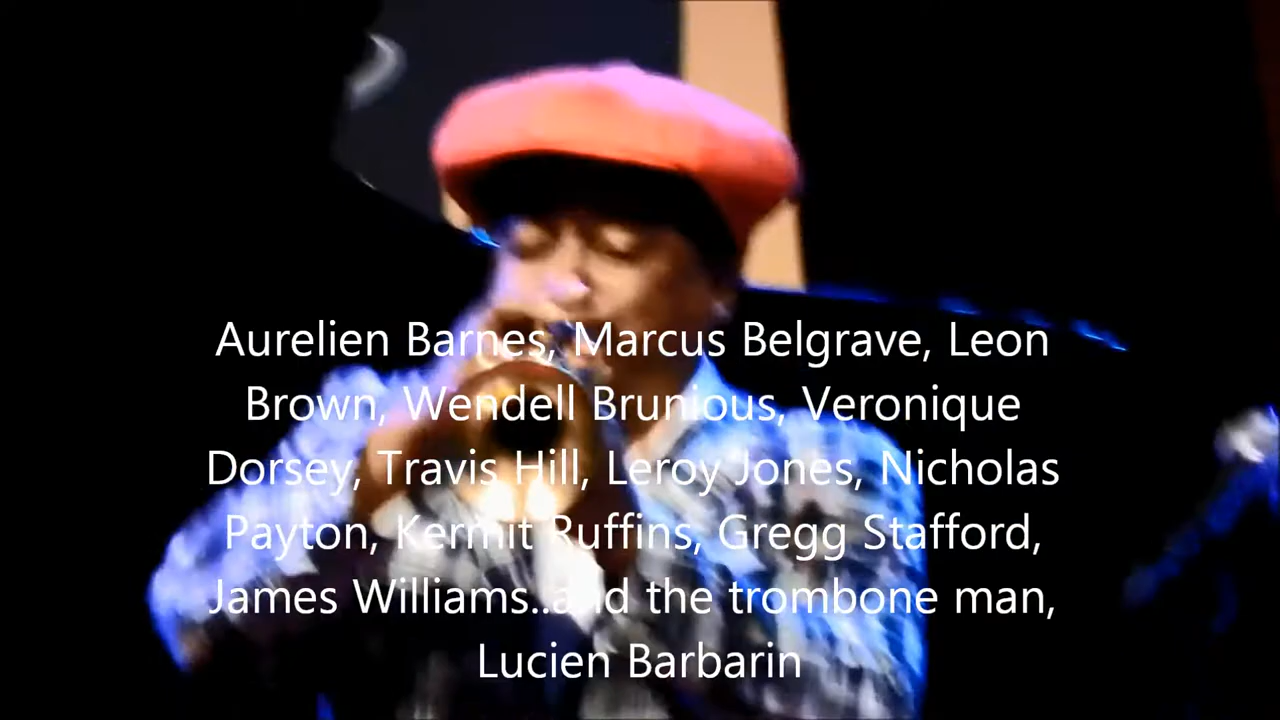 Aurelien Barnes, Marcus Belgrave, Leon
Brown, Wendell Brunious, Veronique
Dorsey, Travis Hill, Leroy Jones, Nicholas
Payton, Kermit Ruffins, Gregg Stafford,
James Williams..and the trombone man,
Lucien Barbarin